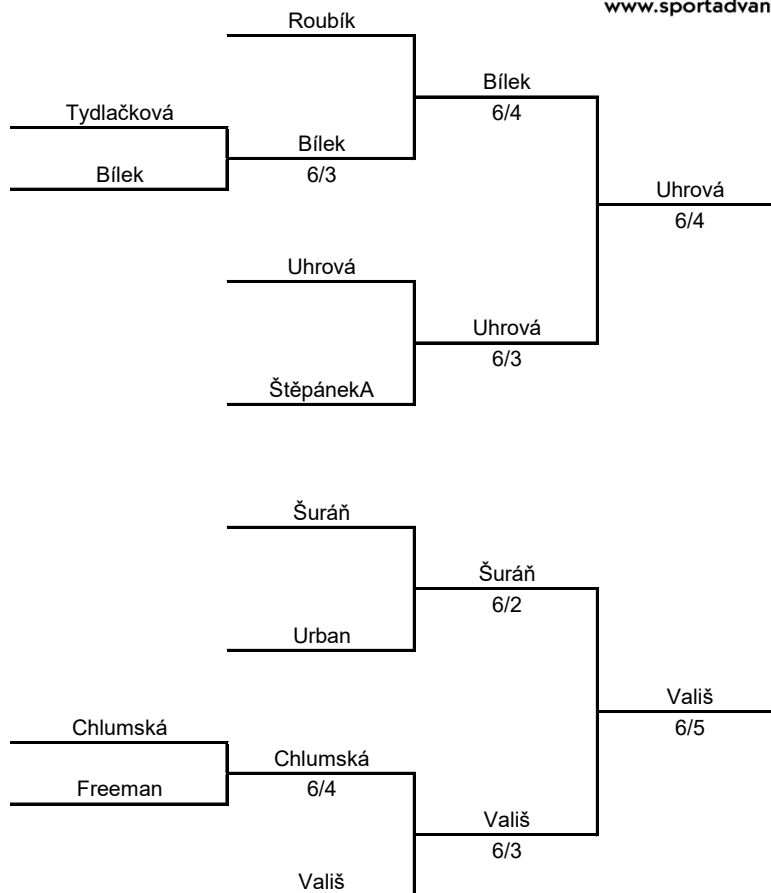 www.sportadvan
Roubík
Bílek
6/4
Tydlačková
Bílek
6/3
Bílek
Uhrová
6/4
Uhrová
Uhrová
6/3
ŠtěpánekA
Šuráň
Šuráň
6/2
Urban
Vališ
6/5
Chlumská
Chlumská
6/4
Freeman
Vališ
6/3
Vališ